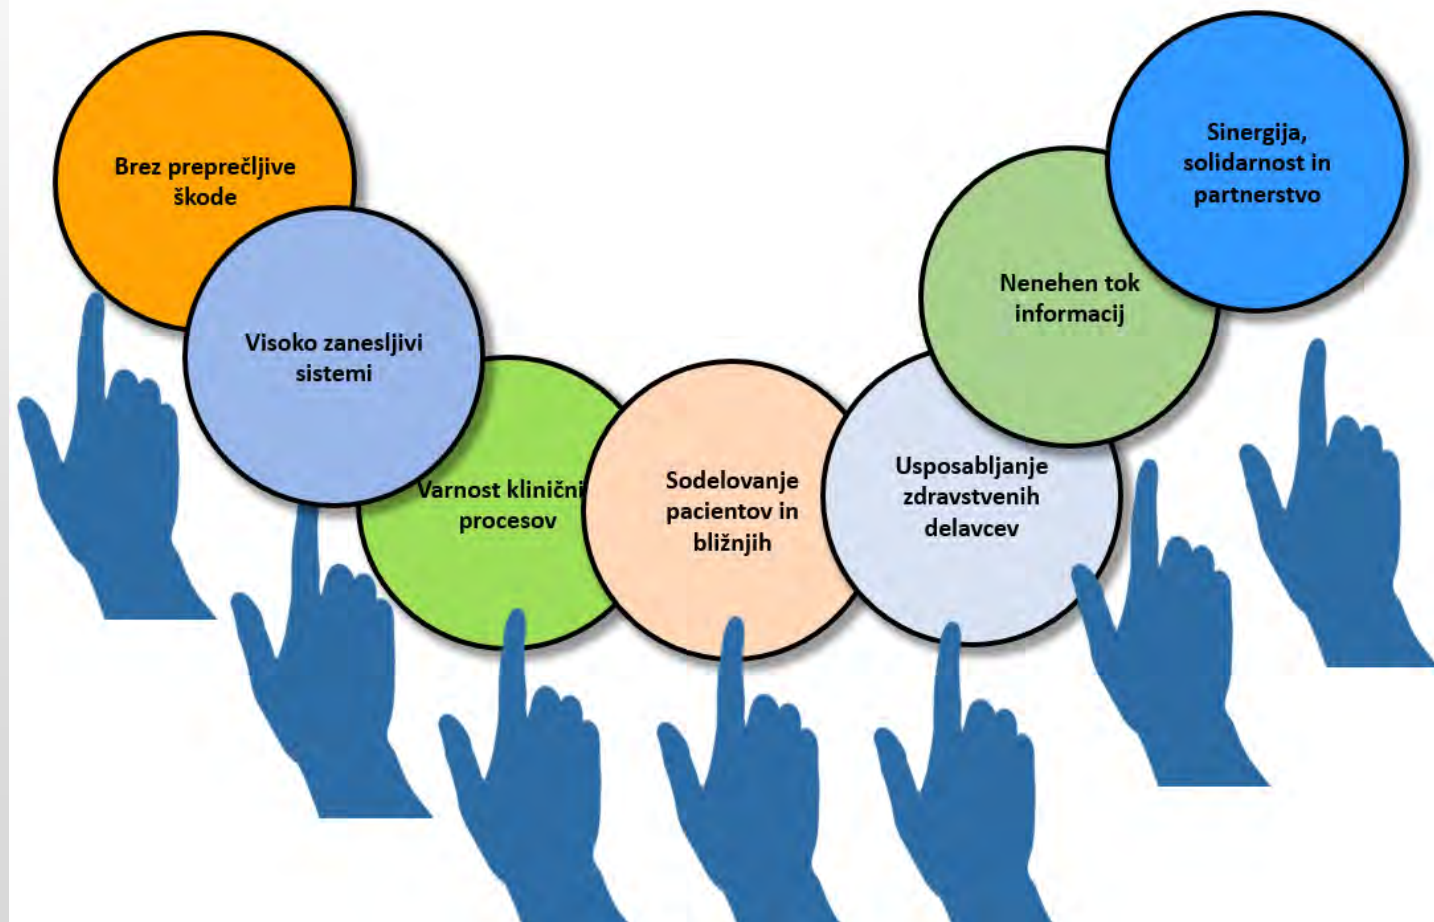 Brez preprečljive
škode
Visoko zanesljivi
sistemi
Varnost klinični
procesov
Sodelovanje
pacientov in
bližnjih
Usposabljanje
zdravstvenih
delavcev
Nenehen tok
informacij
Sinergija,
solidarnost in
partnerstvo